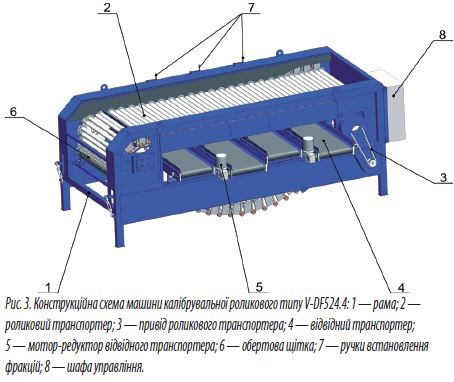 2
7
8
6
3
1
5
4
Рис. 3. Конструкційна схема машини калібрувальної роликового типу V-DFS24.4: 1 — рама; 2 —
роликовий транспортер; 3 — привід роликового транспортера; 4 — відвідний транспортер;
5 — мотор-редуктор відвідного транспортера; 6 — обертова щітка; 7 — ручки встановлення
фракцій; 8 — шафа управління.